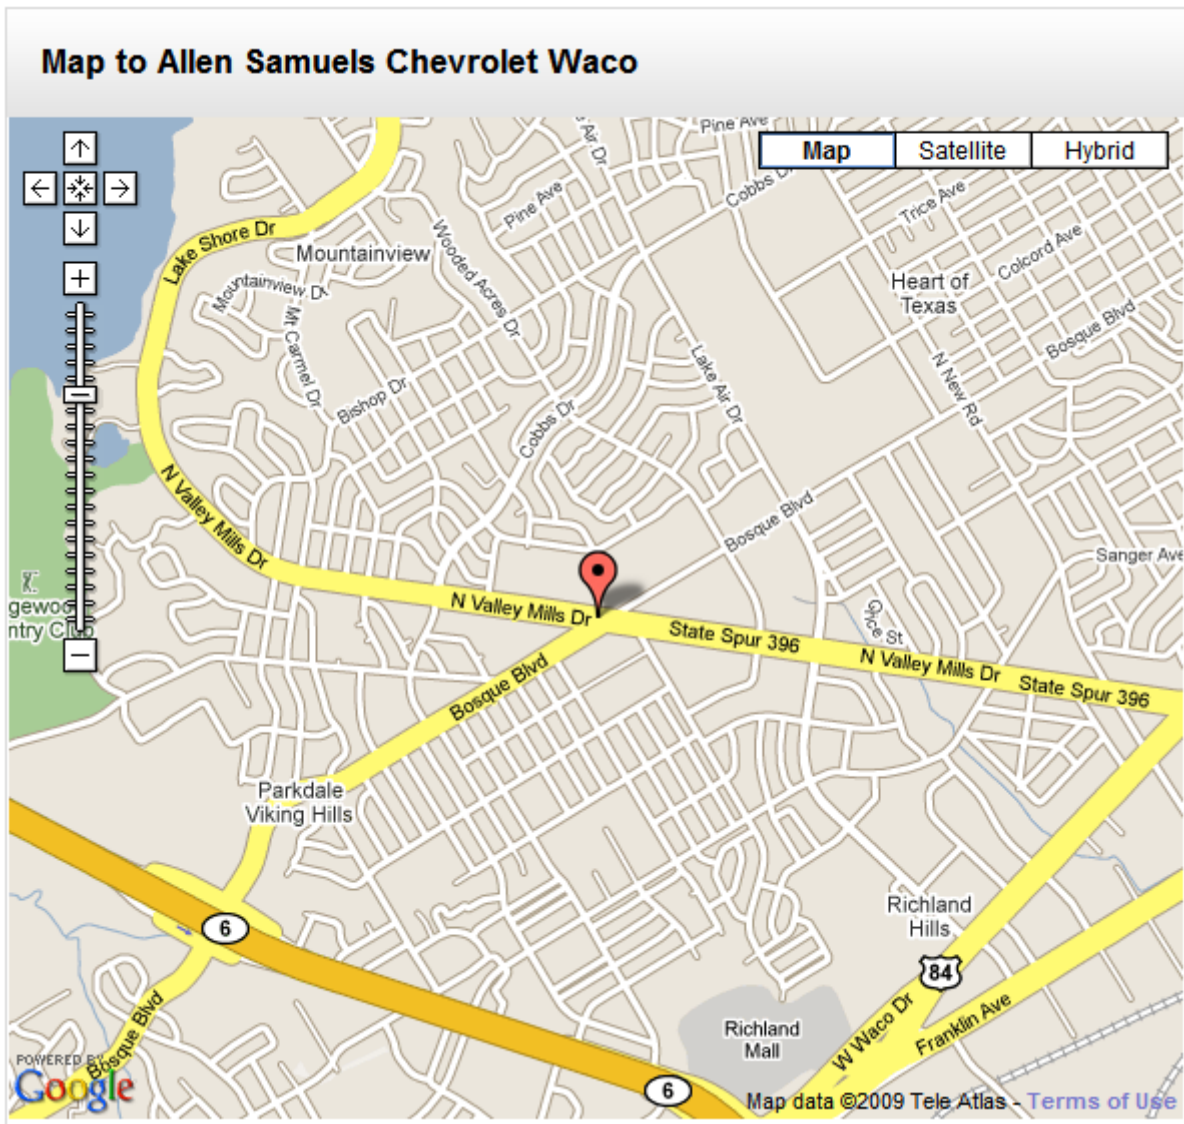 Map to Allen Samuels Chevrolet Waco
Map
Satellite
Hybrid
Pine Ave
Air Dr
Cobbs Dr
Trice Ave
Pine Ave
Lake Shore Dr
Mountainview
Wooded Acres Dr
Colcord Ave
Heart of
Texas
Mountainview Dr
Mt Carmel Dr
Bosque Blvd
Lake Air Dr
N New Rd
Bishop Dr
Cobbs Dr
N Valley Mills Dr
Bosque Blvd
Sanger Ave
gewoo
ntry Club
N Valley Mills Dr
State Spur 396
Olice St
N Valley Mills Dr
State Spur 396
Bosque Blvd
Parkdale
Viking Hills
6
Richland
Hills
84
Bosque Blvd
Richland
Mall
W Waco Dr
Franklin Ave
6
POWERED BY
Google
Map data ©2009 Tele Atlas - Terms of Use